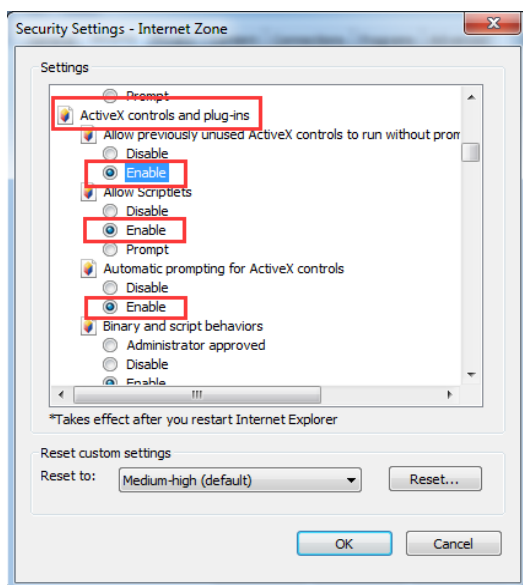 Security Settings - Internet Zone
Settings
Prompt
ActiveX controls and plug-ins
Allow previously unused ActiveX controls to run without prom
Disable
Enable
Allow Scriptlets
Disable
Enable
Prompt
Automatic prompting for ActiveX controls
Disable
Enable
Binary and script behaviors
Administrator approved
Disable
Enable
*Takes effect after you restart Internet Explorer
Reset custom settings
Reset to:
Medium-high (default)
Reset...
OK
Cancel